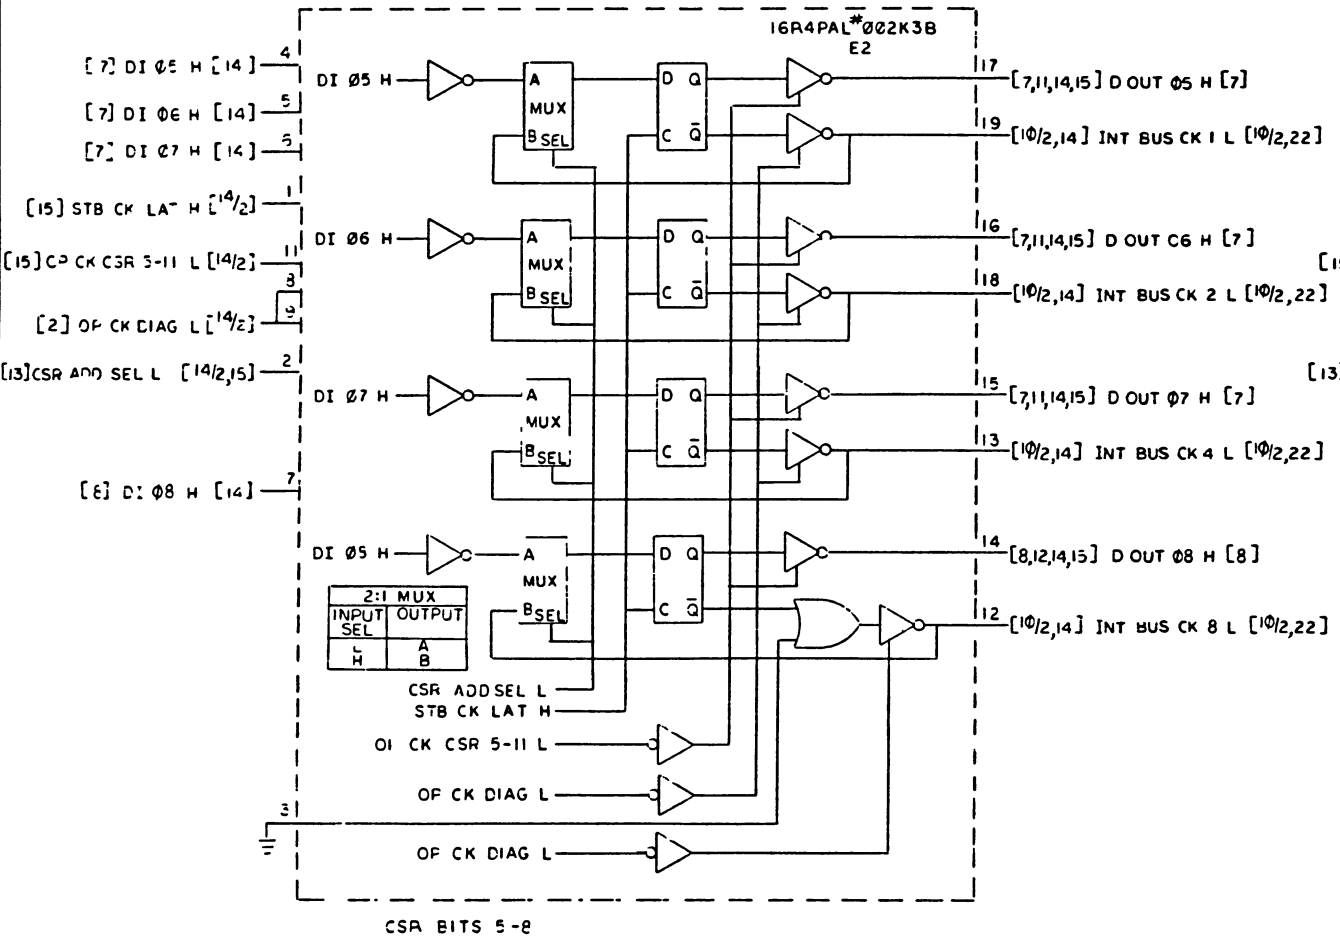 16R4PAL#002K3B
E2
4
[7] DI Ø5 H [14]
5
[7] DI Ø6 H [14]
6
[7] DI Ø7 H [14]
1
[15] STB CK LAT H [14/2]
11
[15] CK CSR 5-11 L [14/2]
8
9
[2] CK DIAG L [14/2]
2
[13] CSR ADD SEL L [14/2,15]
7
[8] DI Ø8 H [14]
3
DI Ø5 H
A
MUX
B SEL
D Q
C Q̅
17
[7,11,14,15] D OUT Ø5 H [7]
19
[1Ø/2,14] INT BUS CK 1 L [1Ø/2,22]
DI Ø6 H
A
MUX
B SEL
D Q
C Q̅
16
[7,11,14,15] D OUT C6 H [7]
18
[1Ø/2,14] INT BUS CK 2 L [1Ø/2,22]
DI Ø7 H
A
MUX
B SEL
D Q
C Q̅
15
[7,11,14,15] D OUT Ø7 H [7]
13
[1Ø/2,14] INT BUS CK 4 L [1Ø/2,22]
DI Ø5 H
A
MUX
B SEL
D Q
C Q̅
14
[8,12,14,15] D OUT Ø8 H [8]
12
[1Ø/2,14] INT BUS CK 8 L [1Ø/2,22]
2:1 MUX
INPUT OUTPUT
SEL
L A
H B
CSR ADD SEL L
STB CK LAT H
CK CSR 5-11 L
CK DIAG L
CK DIAG L
CSR BITS 5-8
[13]